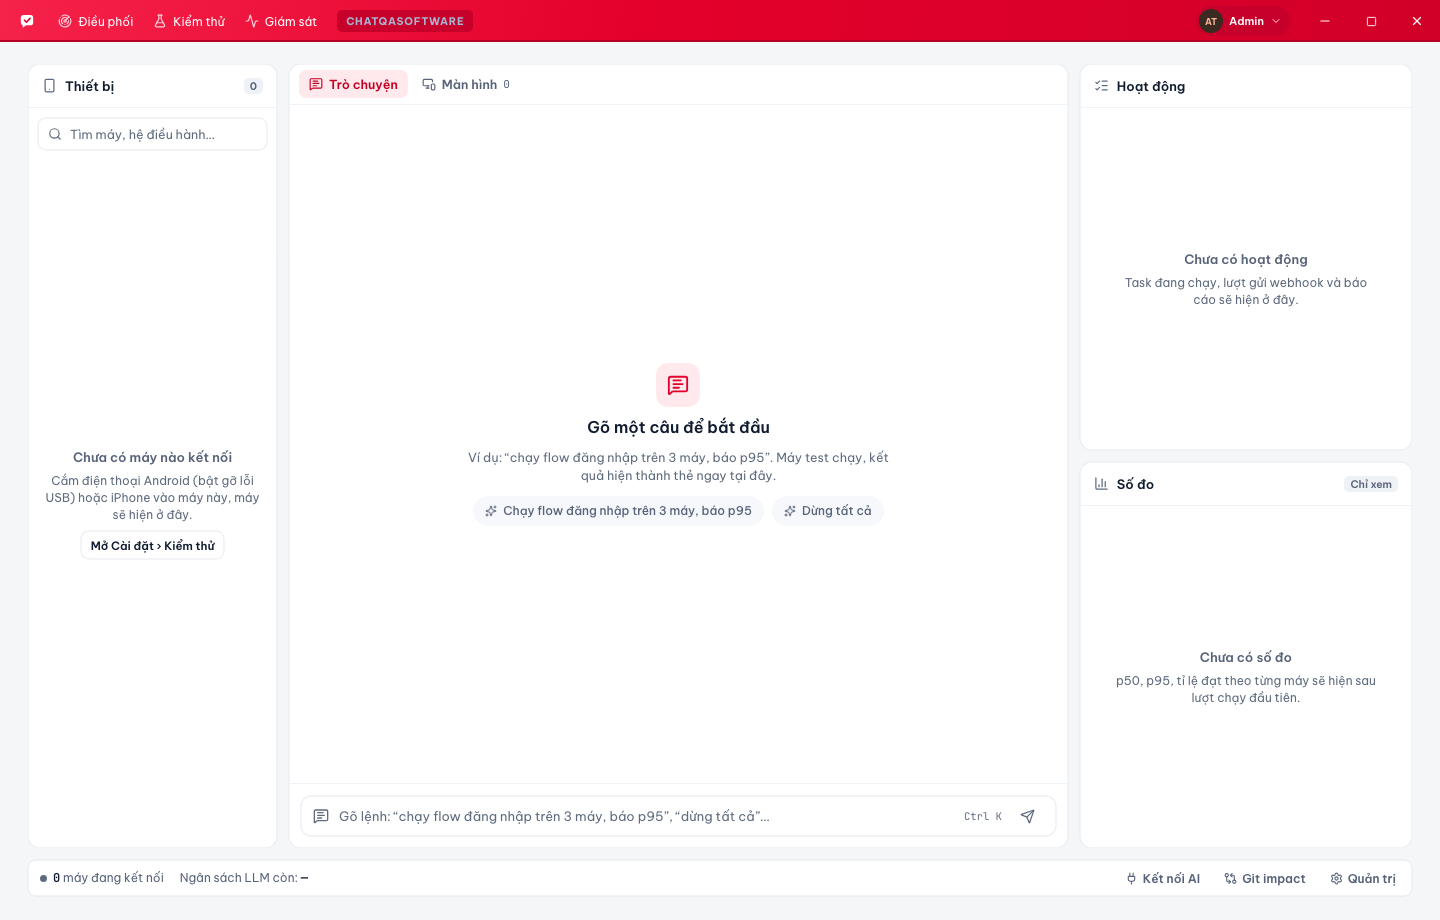 Điều phối
Kiểm thử
Giám sát
CHATQASOFTWARE
AT
Admin
Thiết bị
0
Tìm máy, hệ điều hành...
Chưa có máy nào kết nối
Cắm điện thoại Android (bật gỡ lỗi
USB) hoặc iPhone vào máy này, máy
sẽ hiện ở đây.
Mở Cài đặt › Kiểm thử
Trò chuyện
Màn hình 0
Gõ một câu để bắt đầu
Ví dụ: “chạy flow đăng nhập trên 3 máy, báo p95”. Máy test chạy, kết
quả hiện thành thẻ ngay tại đây.
Chạy flow đăng nhập trên 3 máy, báo p95
Dừng tất cả
Gõ lệnh: “chạy flow đăng nhập trên 3 máy, báo p95”, “dừng tất cả”...
Ctrl K
Hoạt động
Chưa có hoạt động
Task đang chạy, lượt gửi webhook và báo
cáo sẽ hiện ở đây.
Số đo
Chỉ xem
Chưa có số đo
p50, p95, tỉ lệ đạt theo từng máy sẽ hiện sau
lượt chạy đầu tiên.
0 máy đang kết nối
Ngân sách LLM còn: —
Kết nối AI
Git impact
Quản trị